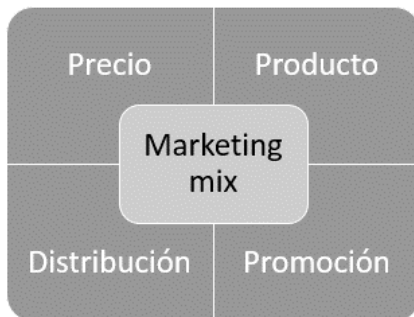 Precio
Producto
Marketing
mix
Distribución
Promoción